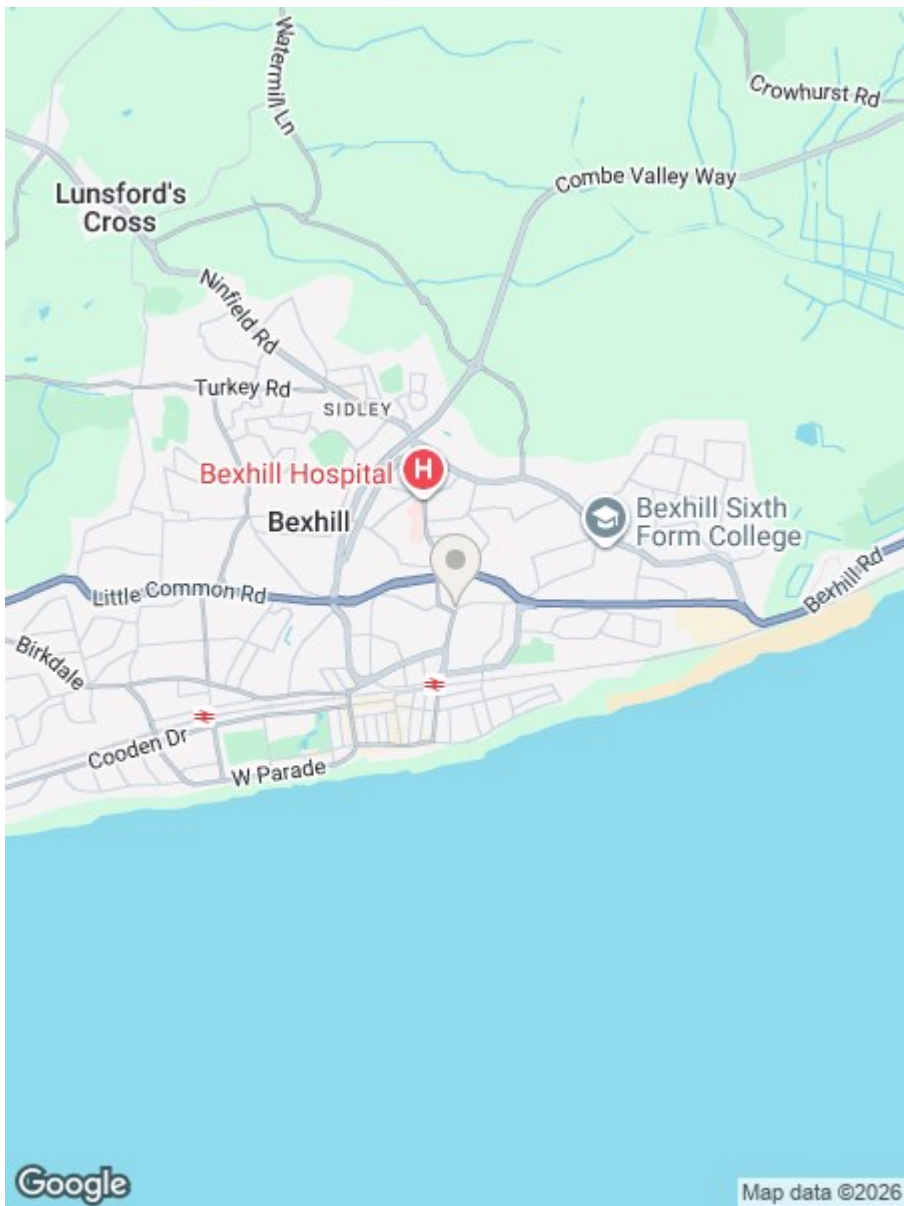 Watermill Ln
Crowhurst Rd
Combe Valley Way
Lunsford's
Cross
Ninfield Rd
Turkey Rd
SIDLEY
Bexhill Hospital
H
Bexhill
Bexhill Sixth
Form College
Little Common Rd
Bexhill Rd
Birkdale
Cooden Dr
W Parade
Google
Map data ©2026